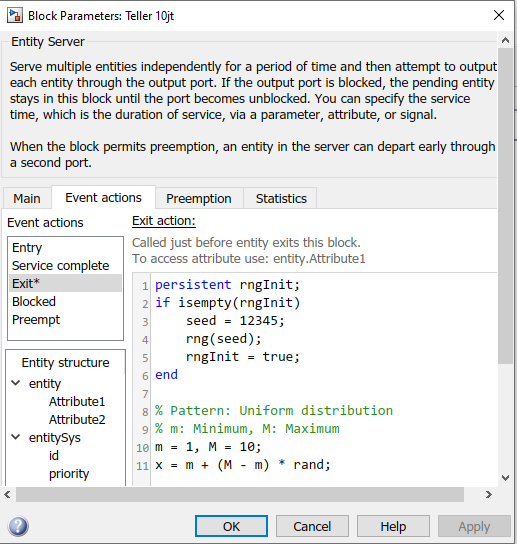 Block Parameters: Teller 10jt
Entity Server
Serve multiple entities independently for a period of time and then attempt to output
each entity through the output port. If the output port is blocked, the pending entity
stays in this block until the port becomes unblocked. You can specify the service
time, which is the duration of service, via a parameter, attribute, or signal.
When the block permits preemption, an entity in the server can depart early through
a second port.
Main Event actions Preemption Statistics
Event actions
Entry
Service complete
Exit*
Blocked
Preempt
Entity structure
entity
Attribute1
Attribute2
entitySys
id
priority
Exit action:
Called just before entity exits this block.
To access attribute use: entity.Attribute1
1 persistent rngInit;
2 if isempty(rngInit)
3     seed = 12345;
4     rng(seed);
5     rngInit = true;
6 end
7
8 % Pattern: Uniform distribution
9 % m: Minimum, M: Maximum
10 m = 1, M = 10;
11 x = m + (M - m) * rand;
OK Cancel Help Apply